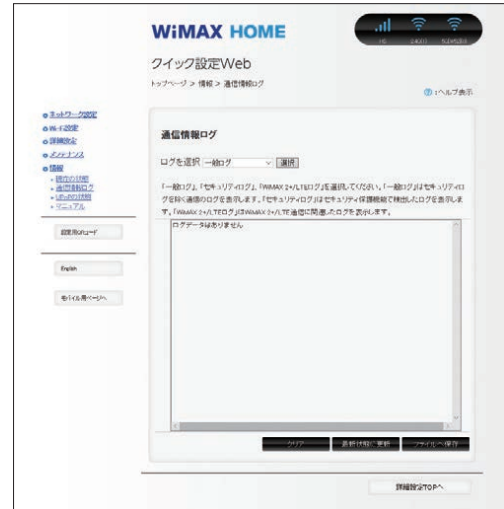 WiMAX HOME
クイック設定Web
トップページ > 情報 > 通信情報ログ
:ヘルプ表示
ネットワーク設定
Wi-Fi設定
詳細設定
メンテナンス
情報
現在の状態
通信情報ログ
UPnPの状態
マニュアル
設定用QRコード
English
モバイル用ページへ
通信情報ログ
ログを選択 一般ログ 選択
「一般ログ」、「セキュリティログ」、「WiMAX 2+/LTEログ」を選択してください。「一般ログ」はセキュリティロ
グを除く通信のログを表示します。「セキュリティログ」はセキュリティ保護機能で検出したログを表示しま
す。「WiMAX 2+/LTEログ」はWiMAX 2+/LTE通信に関連したログを表示します。
ログデータはありません
クリア 最新状態に更新 ファイルへ保存
詳細設定TOPへ